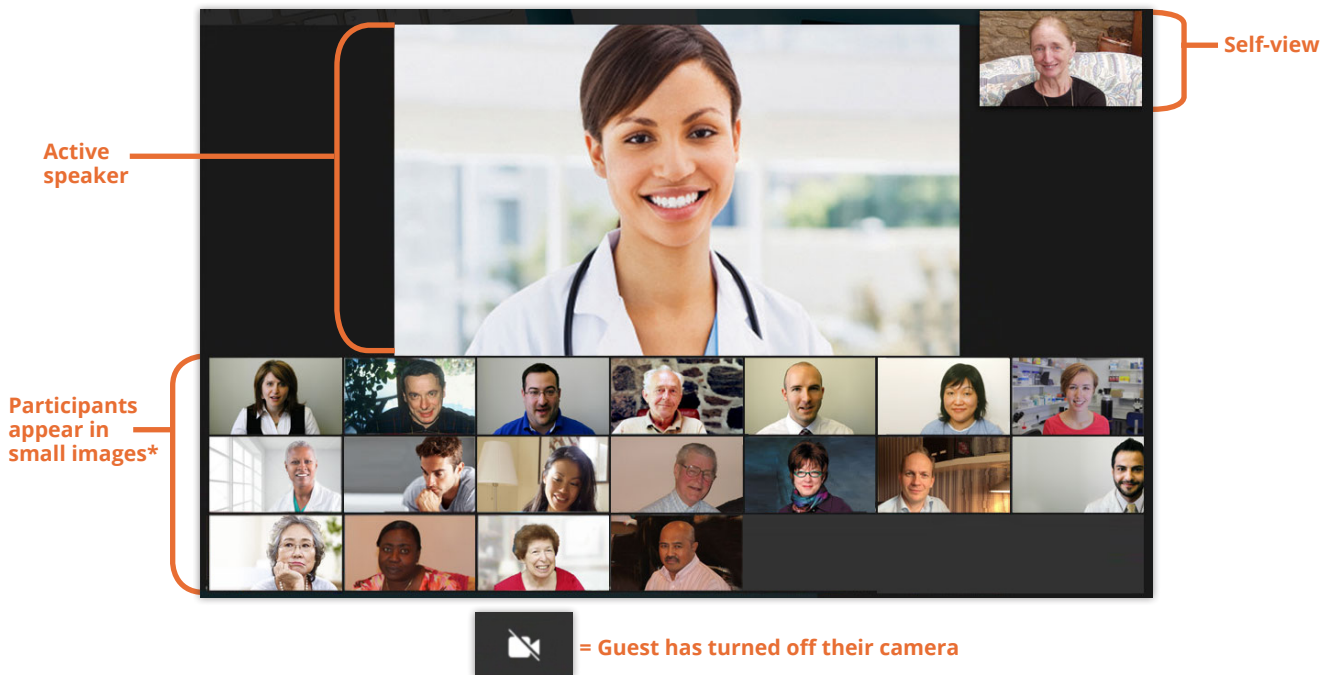 Self-view
Active
speaker
Participants
appear in
small images*
= Guest has turned off their camera